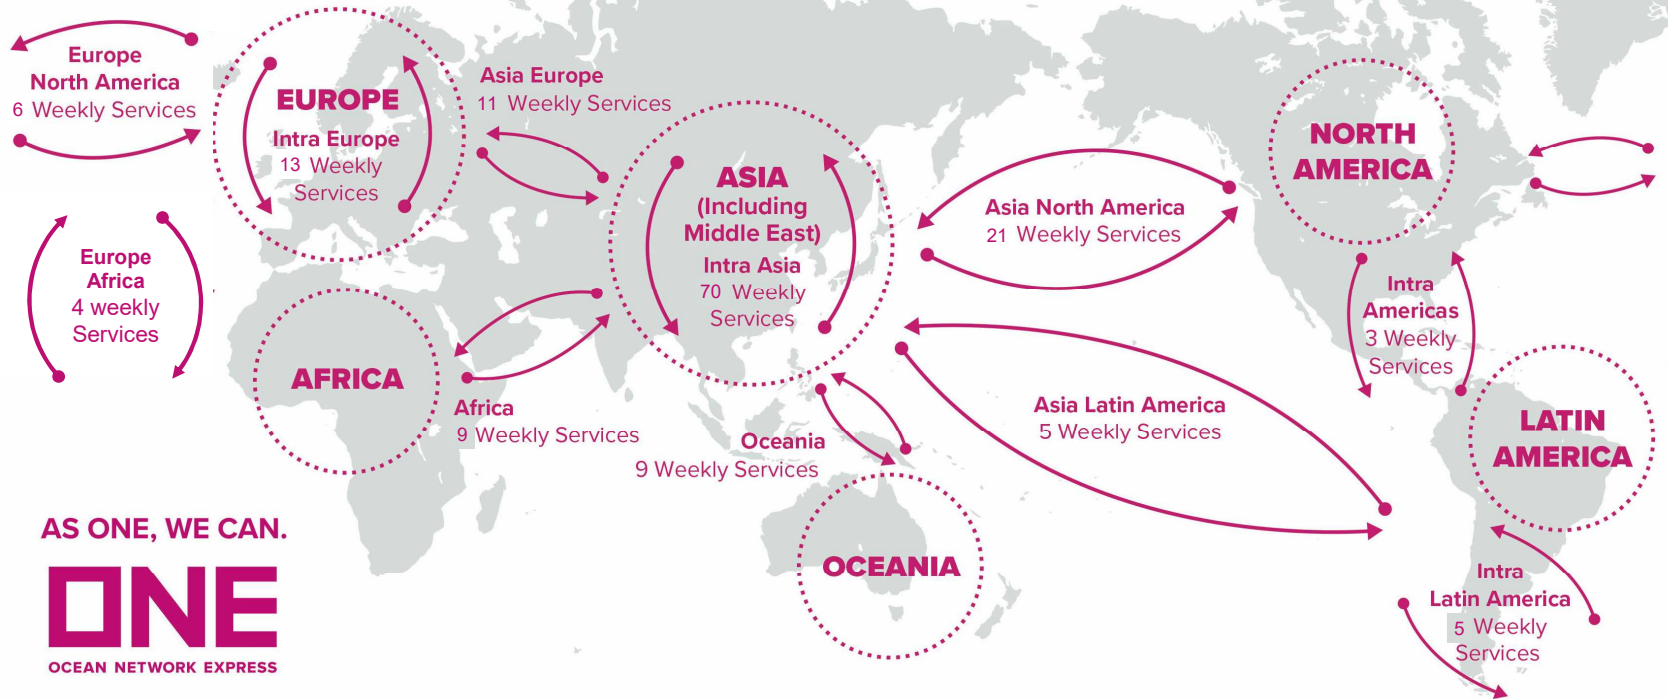 Europe
North America
6 Weekly Services
EUROPE
Intra Europe
13 Weekly
Services
Asia Europe
11 Weekly Services
Europe
Africa
4 weekly
Services
ASIA
(Including
Middle East)
Intra Asia
70 Weekly
Services
Asia North America
21 Weekly Services
NORTH
AMERICA
Intra
Americas
3 Weekly
Services
AFRICA
Africa
9 Weekly Services
Oceania
9 Weekly Services
Asia Latin America
5 Weekly Services
LATIN
AMERICA
OCEANIA
Intra
Latin America
5 Weekly
Services
AS ONE, WE CAN.
ONE
OCEAN NETWORK EXPRESS